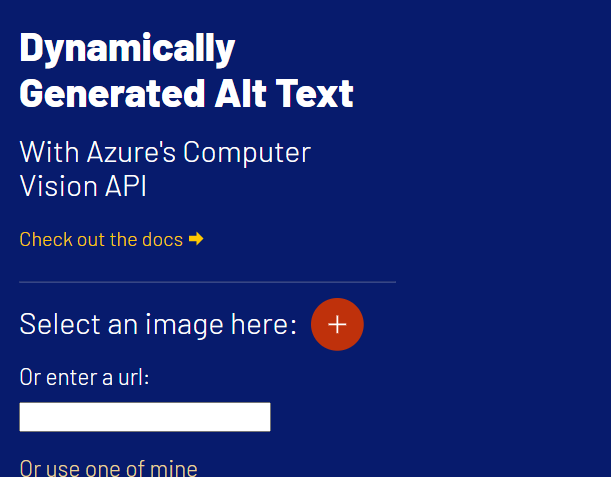 Dynamically
Generated Alt Text
With Azure's Computer
Vision API
Check out the docs ➡
Select an image here: +
Or enter a url:
Or use one of mine